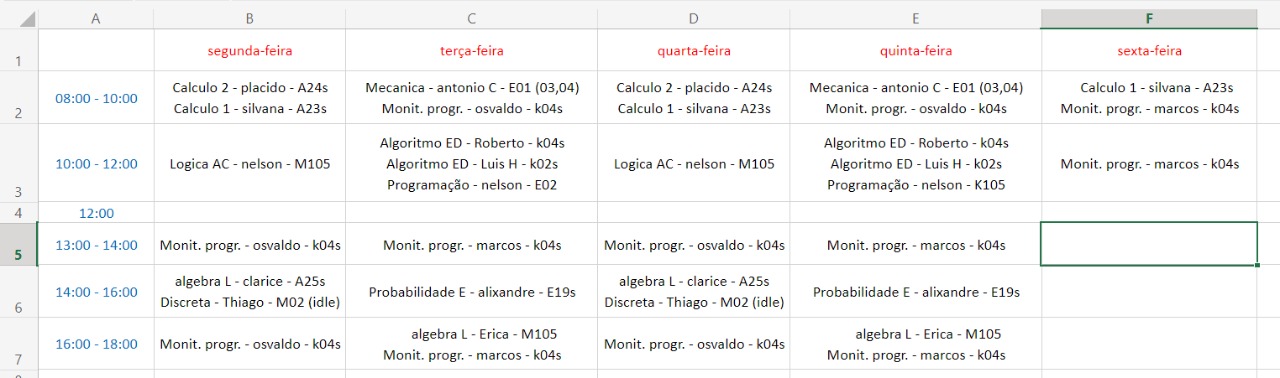 A B C D E F
1 segunda-feira terça-feira quarta-feira quinta-feira sexta-feira
2 08:00 - 10:00
Calculo 2 - placido - A24s
Calculo 1 - silvana - A23s
Mecanica - antonio C - E01 (03,04)
Monit. progr. - osvaldo - k04s
Calculo 2 - placido - A24s
Calculo 1 - silvana - A23s
Mecanica - antonio C - E01 (03,04)
Monit. progr. - osvaldo - k04s
Calculo 1 - silvana - A23s
Monit. progr. - marcos - k04s
3 10:00 - 12:00
Logica AC - nelson - M105
Algoritmo ED - Roberto - k04s
Algoritmo ED - Luis H - k02s
Programação - nelson - E02
Logica AC - nelson - M105
Algoritmo ED - Roberto - k04s
Algoritmo ED - Luis H - k02s
Programação - nelson - K105
Monit. progr. - marcos - k04s
4 12:00
5 13:00 - 14:00
Monit. progr. - osvaldo - k04s
Monit. progr. - marcos - k04s
Monit. progr. - osvaldo - k04s
Monit. progr. - marcos - k04s
6 14:00 - 16:00
algebra L - clarice - A25s
Discreta - Thiago - M02 (idle)
Probabilidade E - alixandre - E19s
algebra L - clarice - A25s
Discreta - Thiago - M02 (idle)
Probabilidade E - alixandre - E19s
7 16:00 - 18:00
Monit. progr. - osvaldo - k04s
algebra L - Erica - M105
Monit. progr. - marcos - k04s
Monit. progr. - osvaldo - k04s
algebra L - Erica - M105
Monit. progr. - marcos - k04s